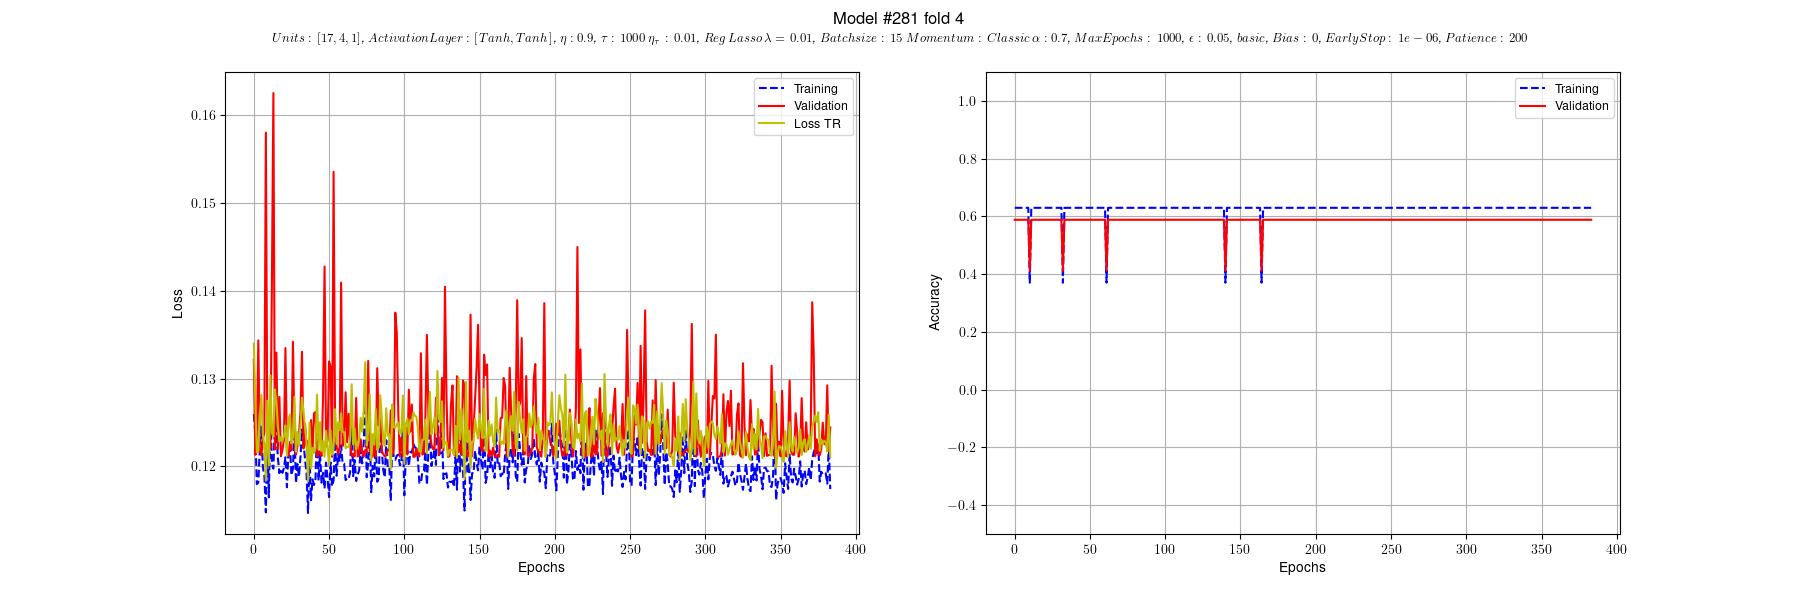 Model #281 fold 4
Units : [17, 4, 1], ActivationLayer : [Tanh, Tanh], η : 0.9, τ : 1000 ητ : 0.01, Reg Lasso λ = 0.01, Batchsize : 15 Momentum : Classic α : 0.7, MaxEpochs : 1000, ϵ : 0.05, basic, Bias : 0, EarlyStop : 1e − 06, Patience : 200
Training
Validation
Loss TR
0.16
0.15
0.14
0.13
0.12
Loss
0 50 100 150 200 250 300 350 400
Epochs
Training
Validation
1.0
0.8
0.6
0.4
0.2
0.0
−0.2
−0.4
Accuracy
0 50 100 150 200 250 300 350 400
Epochs